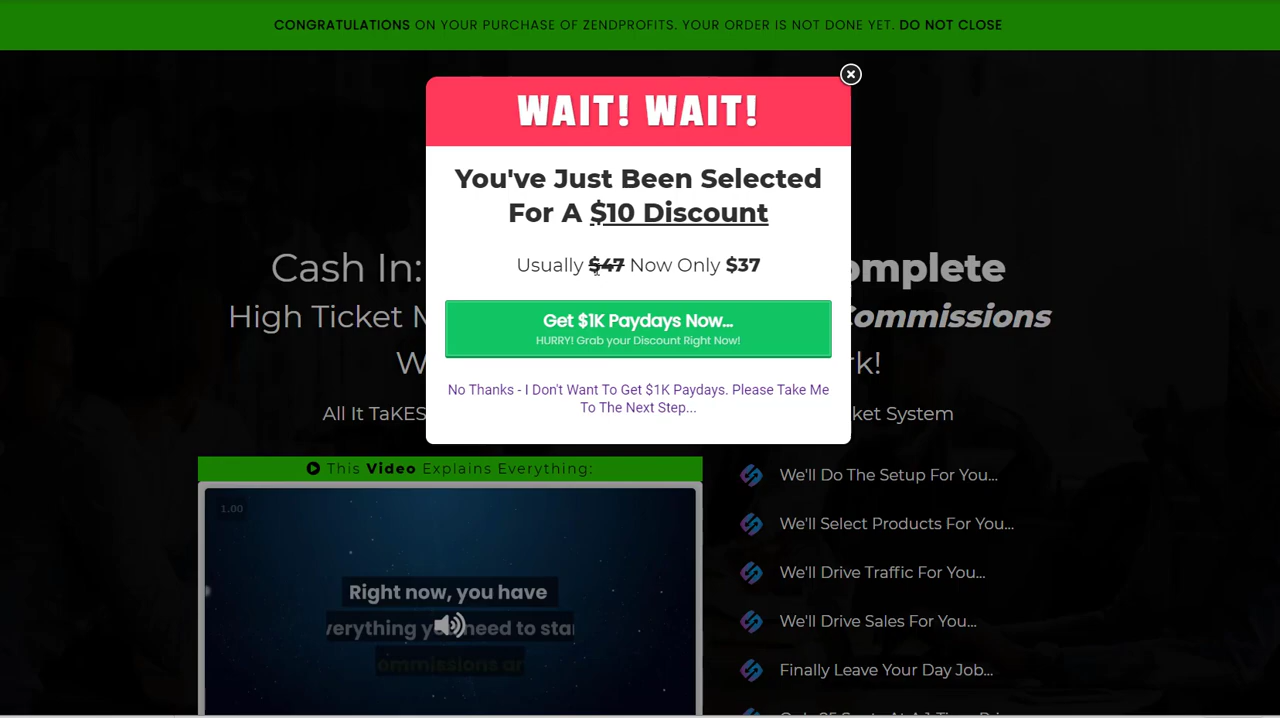 CONGRATULATIONS ON YOUR PURCHASE OF ZENDPROFITS. YOUR ORDER IS NOT DONE YET. DO NOT CLOSE
WAIT! WAIT!
You've Just Been Selected
For A $10 Discount
Usually $47 Now Only $37
Get $1K Paydays Now...
HURRY! Grab your Discount Right Now!
No Thanks - I Don't Want To Get $1K Paydays. Please Take Me
To The Next Step...
Cash In: omplete
High Ticket Commissions
k!
All It TaKES ket System
This Video Explains Everything:
1.00
Right now, you have
verything you need to star
ommissions ar
We'll Do The Setup For You...
We'll Select Products For You...
We'll Drive Traffic For You...
We'll Drive Sales For You...
Finally Leave Your Day Job...